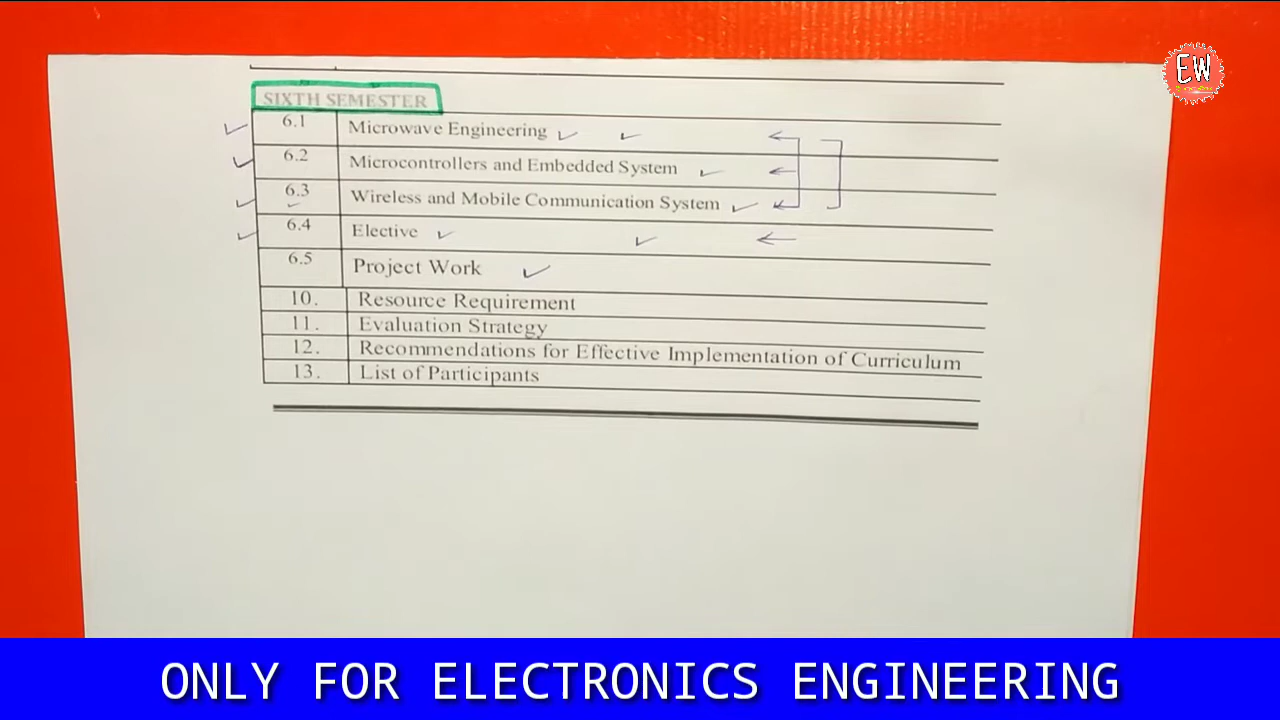 EW
SIXTH SEMESTER
6.1 Microwave Engineering
6.2 Microcontrollers and Embedded System
6.3 Wireless and Mobile Communication System
6.4 Elective
6.5 Project Work
10. Resource Requirement
11. Evaluation Strategy
12. Recommendations for Effective Implementation of Curriculum
13. List of Participants
ONLY FOR ELECTRONICS ENGINEERING